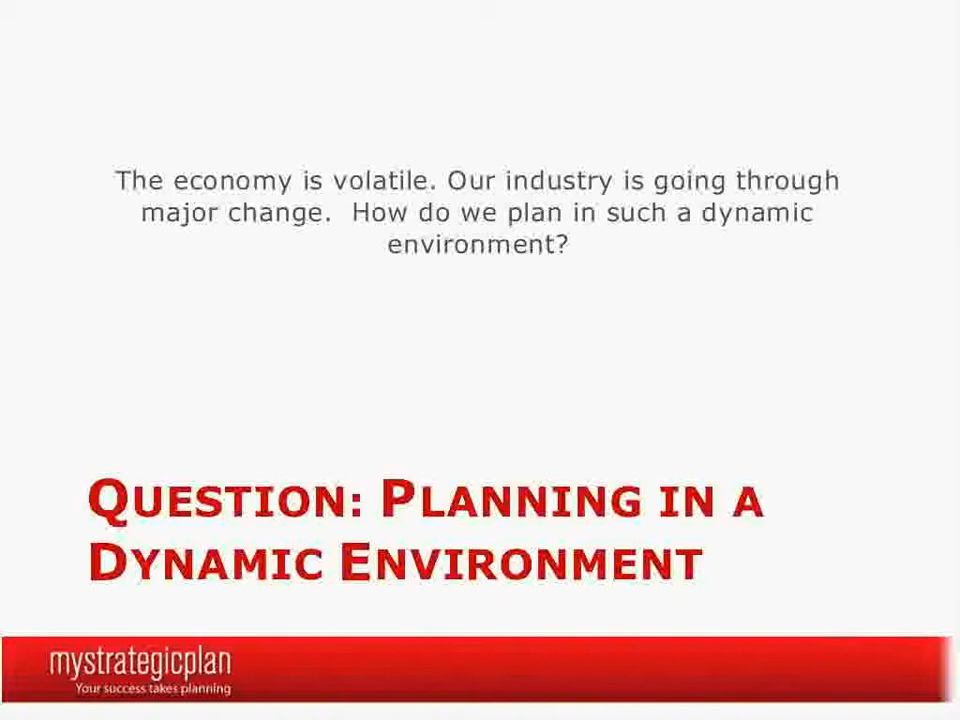 The economy is volatile. Our industry is going through
major change.  How do we plan in such a dynamic
environment?
QUESTION: PLANNING IN A
DYNAMIC ENVIRONMENT
mystrategicplan
Your success takes planning